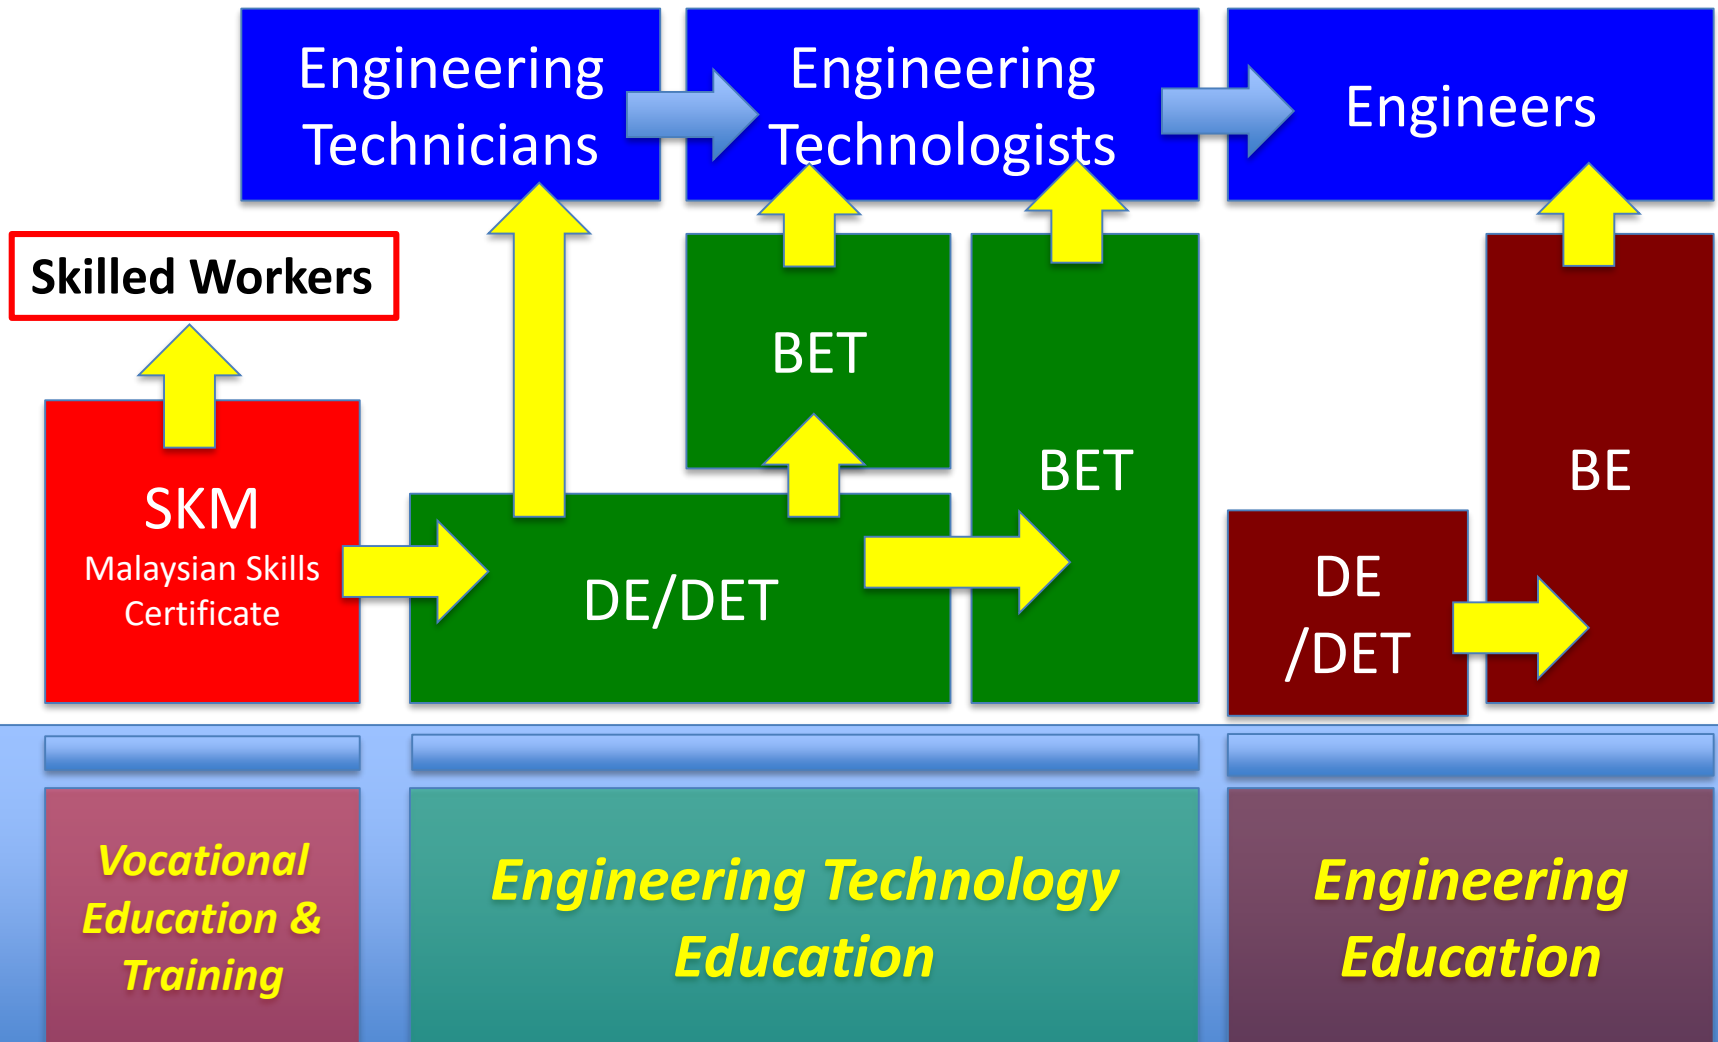 Engineering
Technicians
Engineering
Technologists
Engineers
Skilled Workers
BET
BET
BE
SKM
Malaysian Skills
Certificate
DE/DET
DE
/DET
Vocational
Education &
Training
Engineering Technology
Education
Engineering
Education